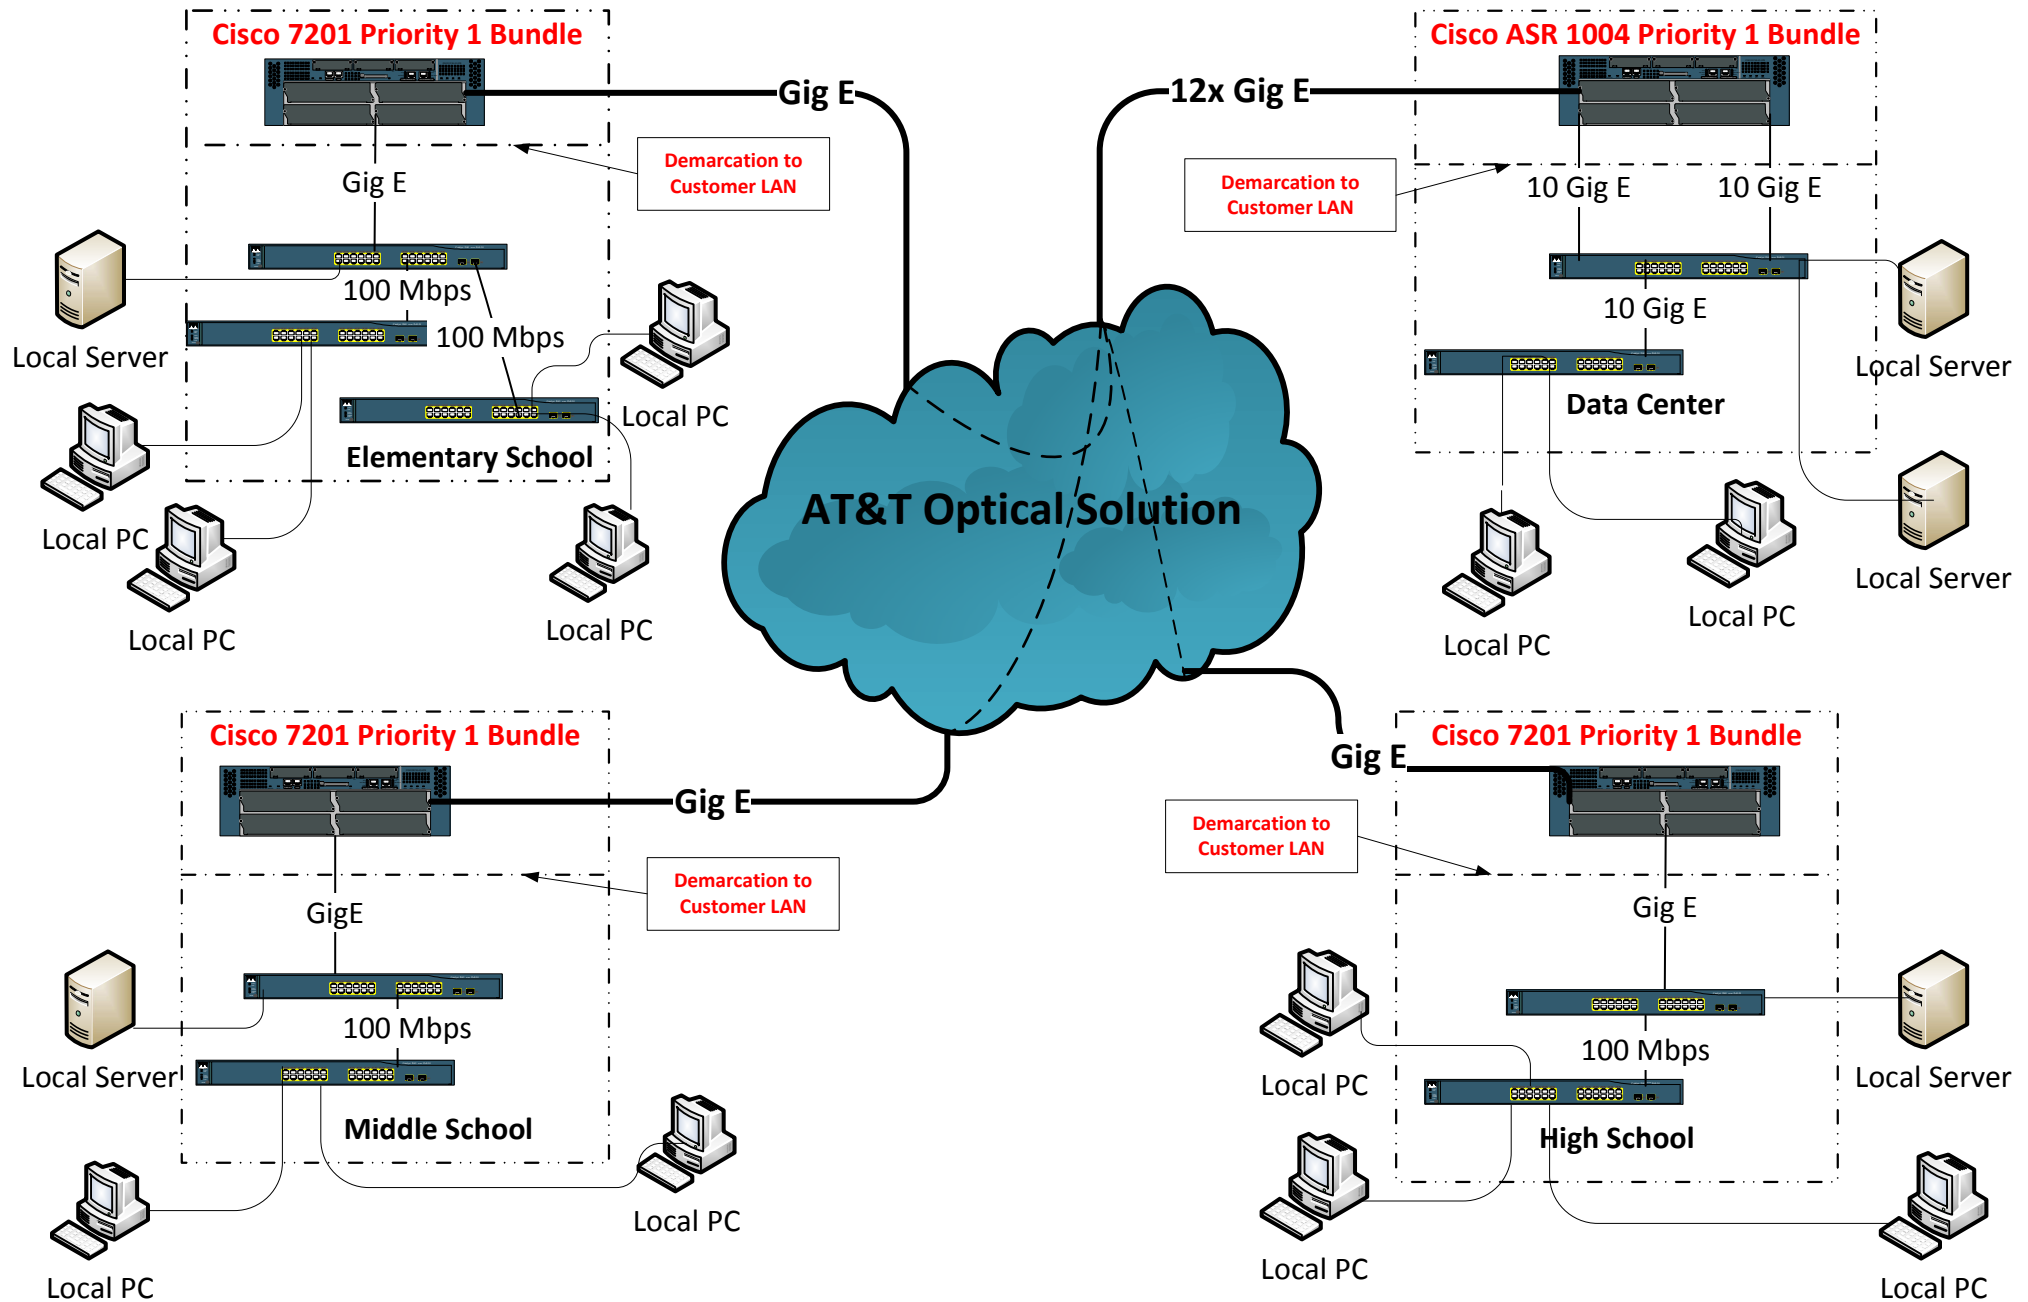 Cisco 7201 Priority 1 Bundle
Gig E
Demarcation to
Customer LAN
Gig E
100 Mbps
100 Mbps
Local Server
Local PC
Local PC
Local PC
Local PC
Elementary School
12x Gig E
Cisco ASR 1004 Priority 1 Bundle
Demarcation to
Customer LAN
10 Gig E
10 Gig E
10 Gig E
Local Server
Data Center
Local Server
Local PC
Local PC
AT&T Optical Solution
Cisco 7201 Priority 1 Bundle
Gig E
Demarcation to
Customer LAN
GigE
100 Mbps
Local Server
Middle School
Local PC
Local PC
Gig E
Cisco 7201 Priority 1 Bundle
Demarcation to
Customer LAN
Gig E
100 Mbps
Local PC
Local Server
High School
Local PC
Local PC